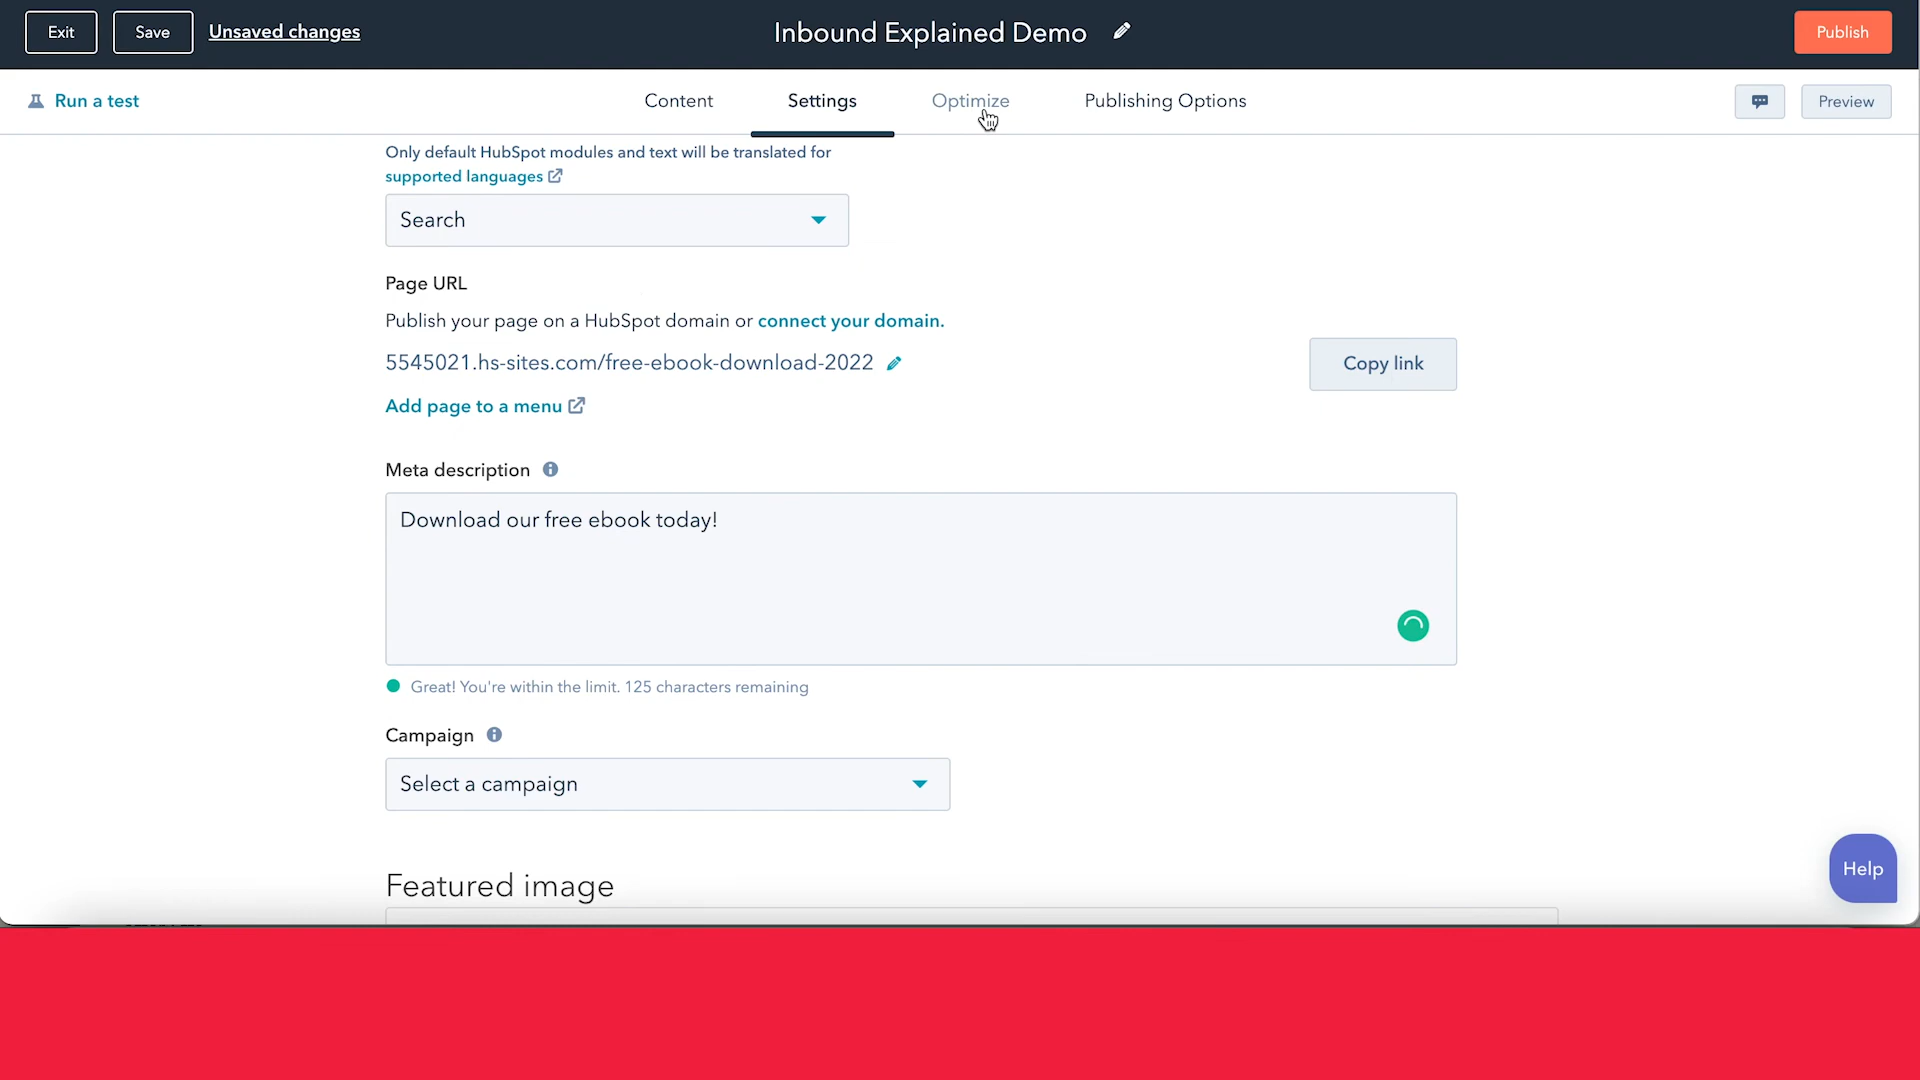 Exit
Save
Unsaved changes
Inbound Explained Demo
Publish
Run a test
Content
Settings
Optimize
Publishing Options
Preview
Only default HubSpot modules and text will be translated for
supported languages
Search
Page URL
Publish your page on a HubSpot domain or connect your domain.
5545021.hs-sites.com/free-ebook-download-2022
Copy link
Add page to a menu
Meta description
Download our free ebook today!
Great! You're within the limit. 125 characters remaining
Campaign
Select a campaign
Help
Featured image